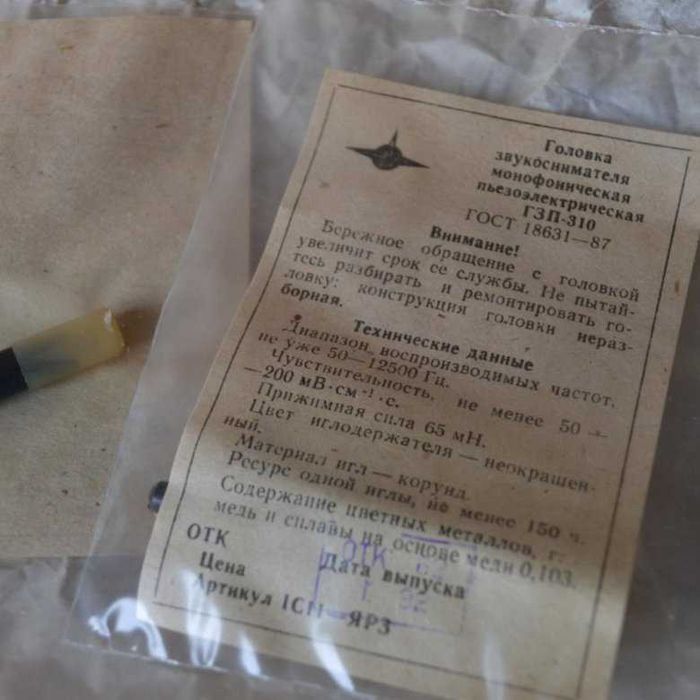 Головка
звукоснимателя
монофоническая
пьезоэлектрическая
ГЗП-310
ГОСТ 18631—87
Внимание!
Бережное обращение с головкой
увеличит срок ее службы. Не пытай-
тесь разбирать и ремонтировать го-
ловку: конструкция головки нераз-
борная.
Технические данные
Диапазон воспроизводимых частот,
не уже 50—12500 Гц.
Чувствительность, не менее 50 —
—200 мВ·см⁻¹·с.
Прижимная сила 65 мН.
Цвет иглодержателя — неокрашен-
ный.
Материал игл — корунд.
Ресурс одной иглы, не менее 150 ч.
Содержание цветных металлов, г:
медь и сплавы на основе меди 0,103.
ОТК
ОТК
Цена Дата выпуска
Артикул ЯРЗ